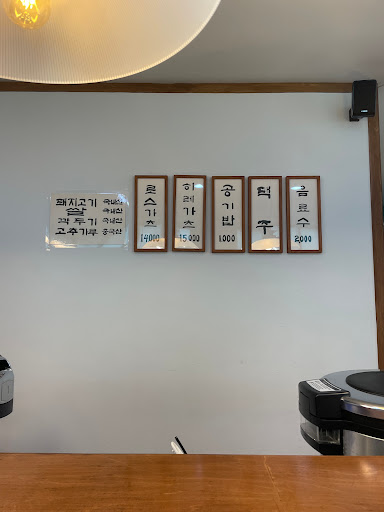 돼지고기 국내산
쌀 국내산
깍두기 국내산
고추가루 중국산
로스가츠 14000
히레가츠 15000
공기밥 1000
맥주
음료수 2000